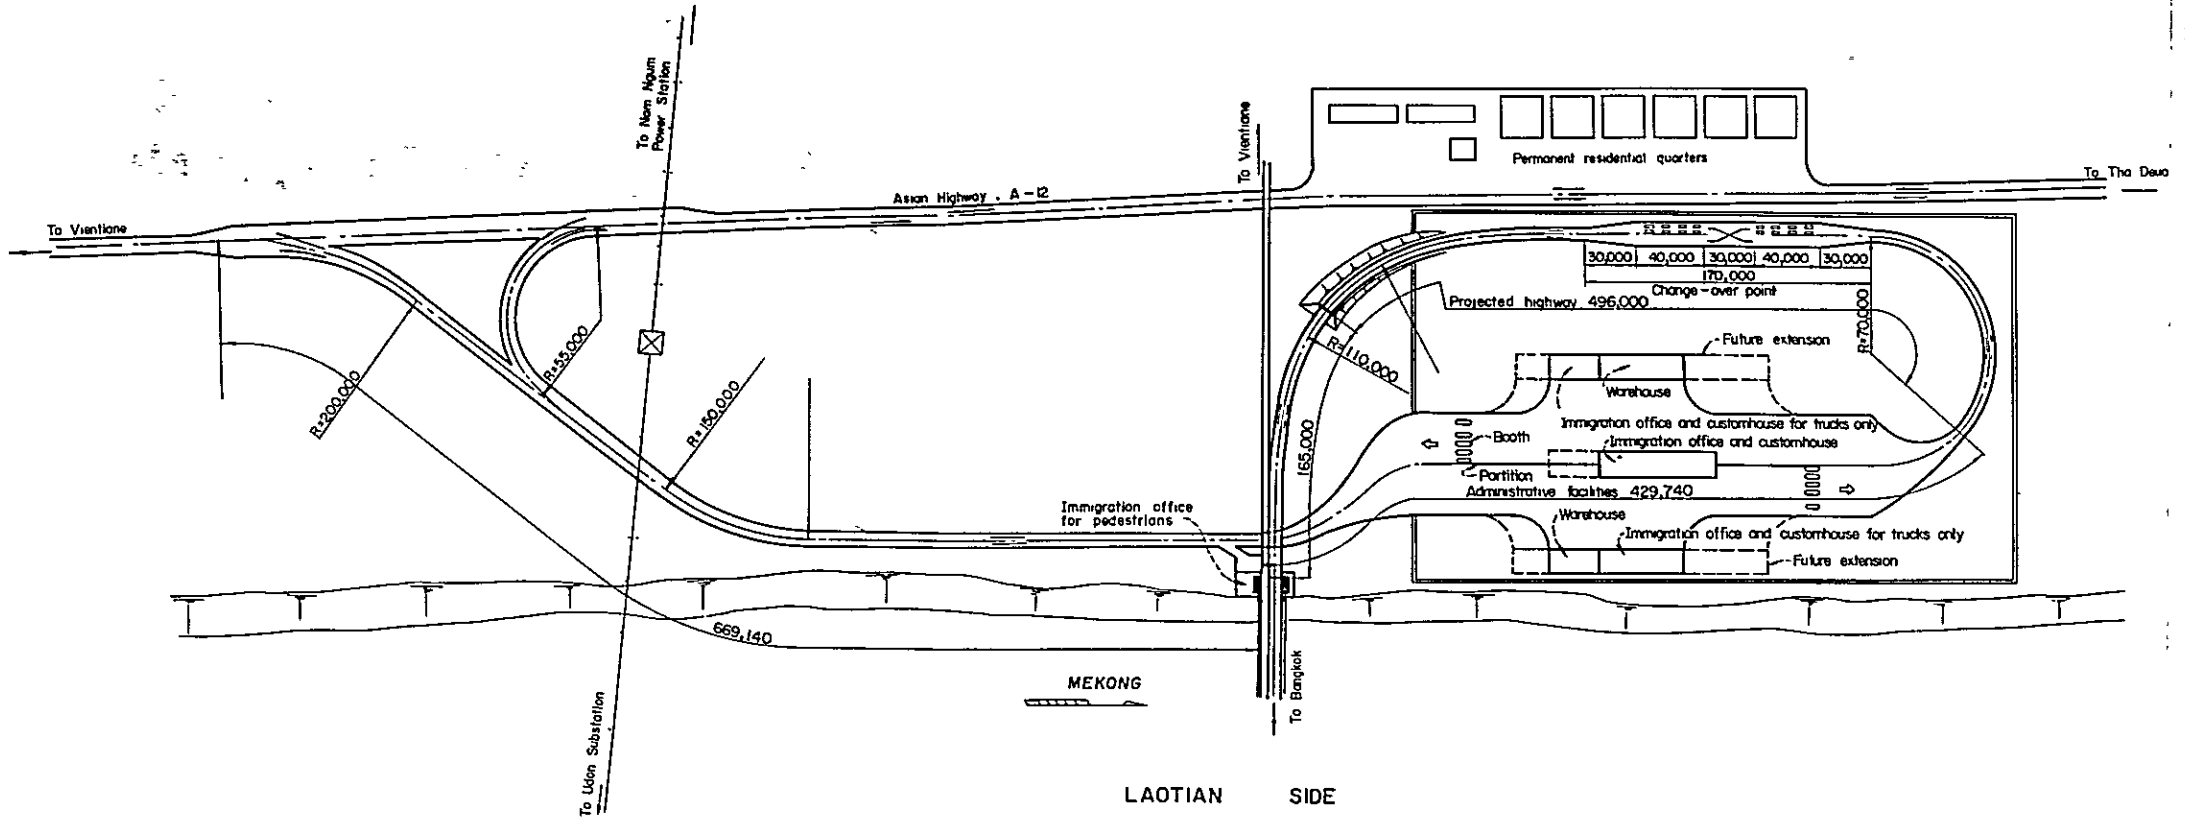 To Nam Ngum
Power Station
To Vientiane
Permanent residential quarters
To Tha Deua
Asian Highway . A-12
To Vientiane
30,000 40,000 30,000 40,000 30,000
170,000
Change-over point
Projected highway 496,000
R=70,000
R=110,000
R=55,000
R=200,000
R=150,000
Future extension
Warehouse
Immigration office and customhouse for trucks only
Immigration office and customhouse
Booth
Partition
165,000
Administrative facilities 429,740
Immigration office
for pedestrians
Warehouse
Immigration office and customhouse for trucks only
Future extension
669,140
MEKONG
To Bangkok
To Udon Substation
LAOTIAN SIDE